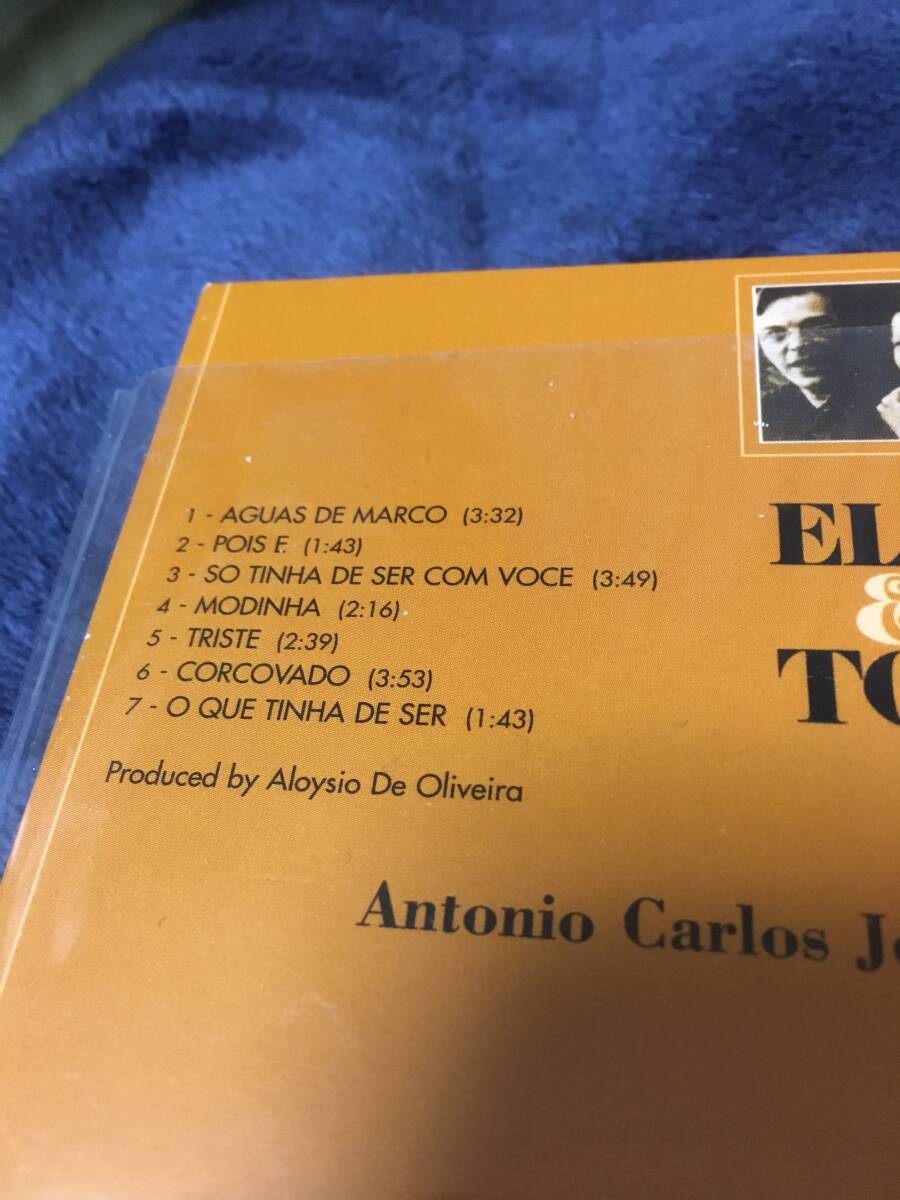 1 - AGUAS DE MARCO (3:32)
2 - POIS E (1:43)
3 - SO TINHA DE SER COM VOCE (3:49)
4 - MODINHA (2:16)
5 - TRISTE (2:39)
6 - CORCOVADO (3:53)
7 - O QUE TINHA DE SER (1:43)
Produced by Aloysio De Oliveira
&
Antonio Carlos